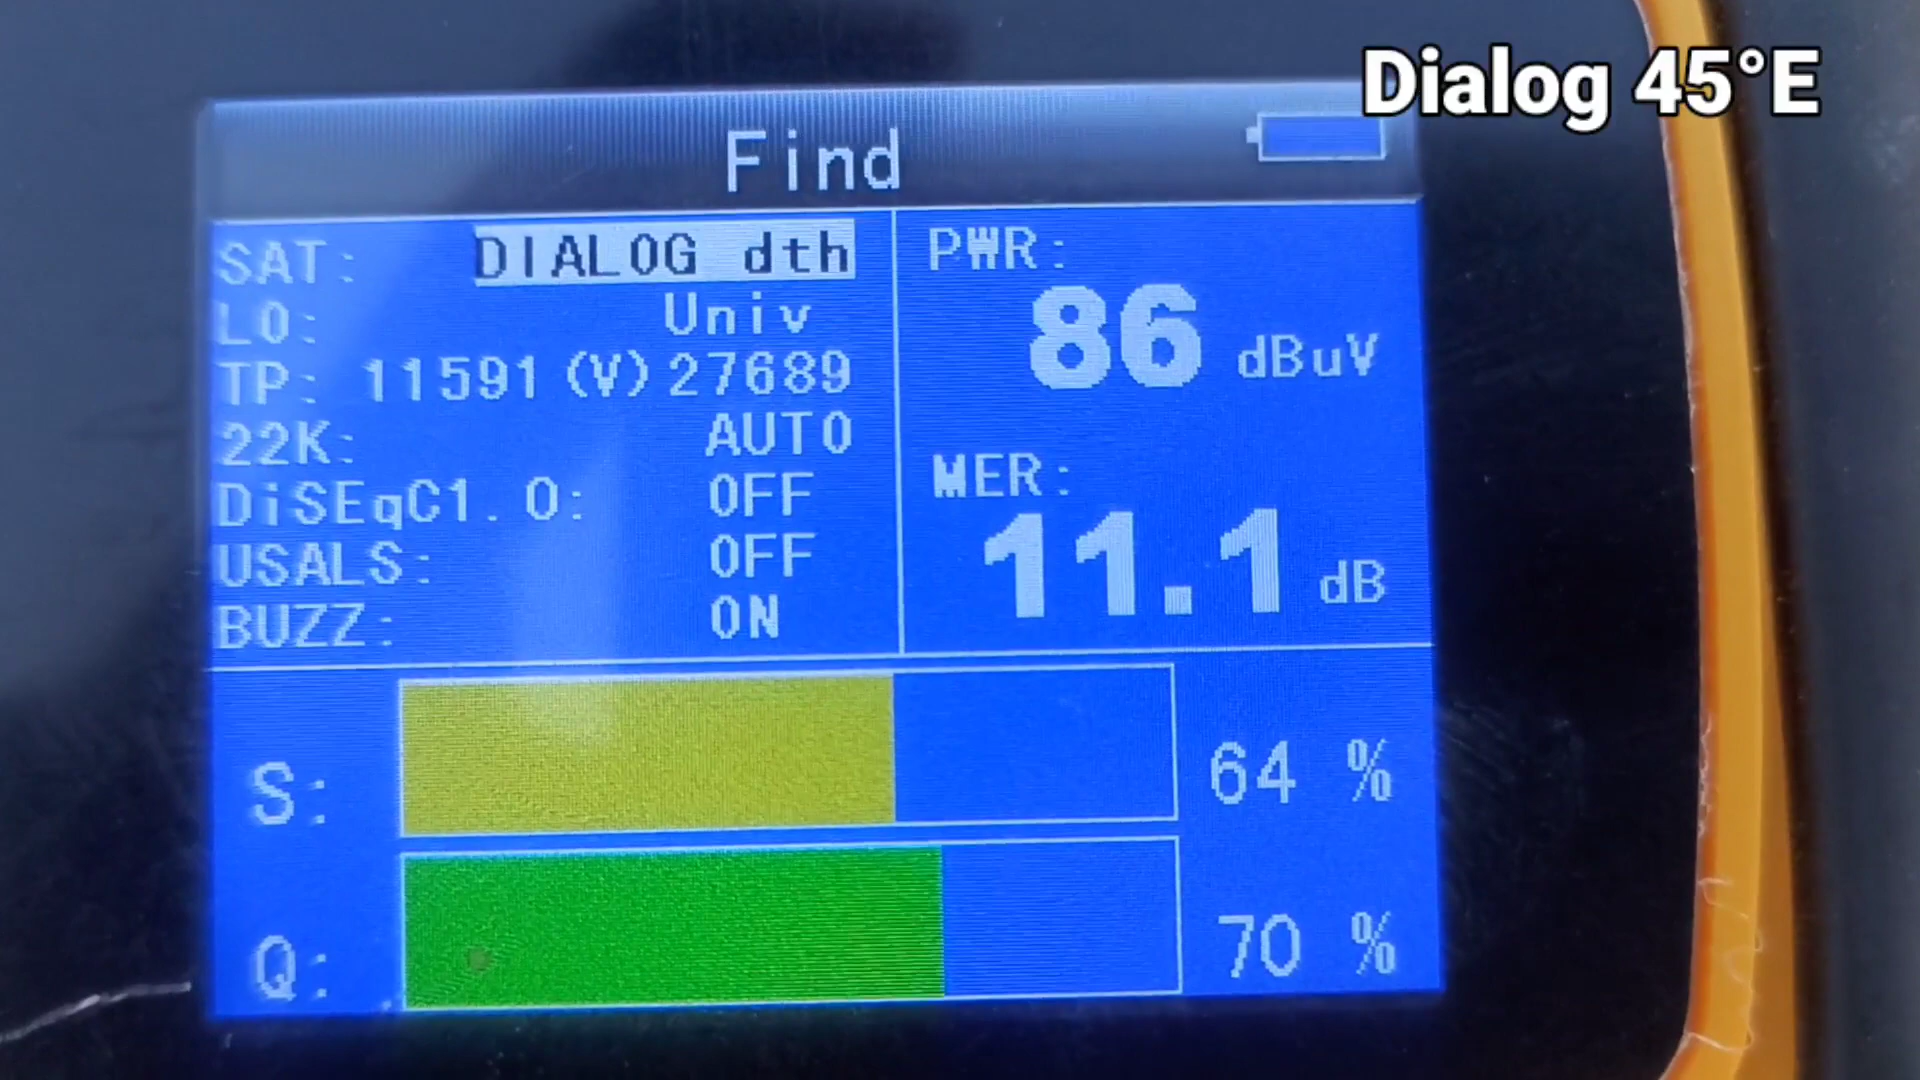 Dialog 45°E
Find
SAT: DIALOG dth
LO: Univ
TP: 11591 (V) 27689
22K: AUTO
DiSEqC1.0: OFF
USALS: OFF
BUZZ: ON
PWR:
86 dBuV
MER:
11.1 dB
S: 64 %
Q: 70 %